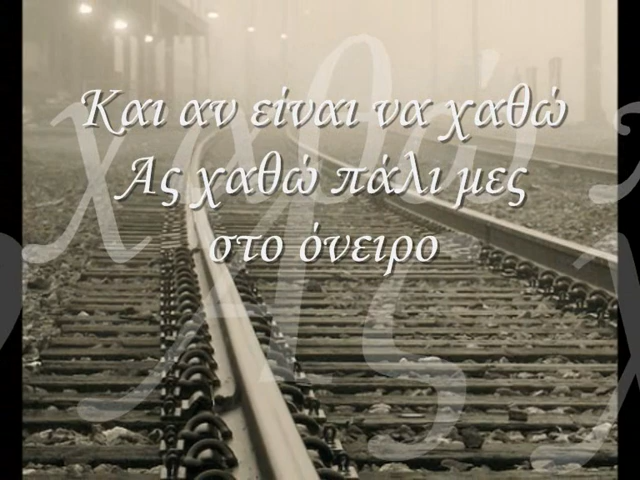 Και αν είναι να χαθώ
Ας χαθώ πάλι μες
στο όνειρο